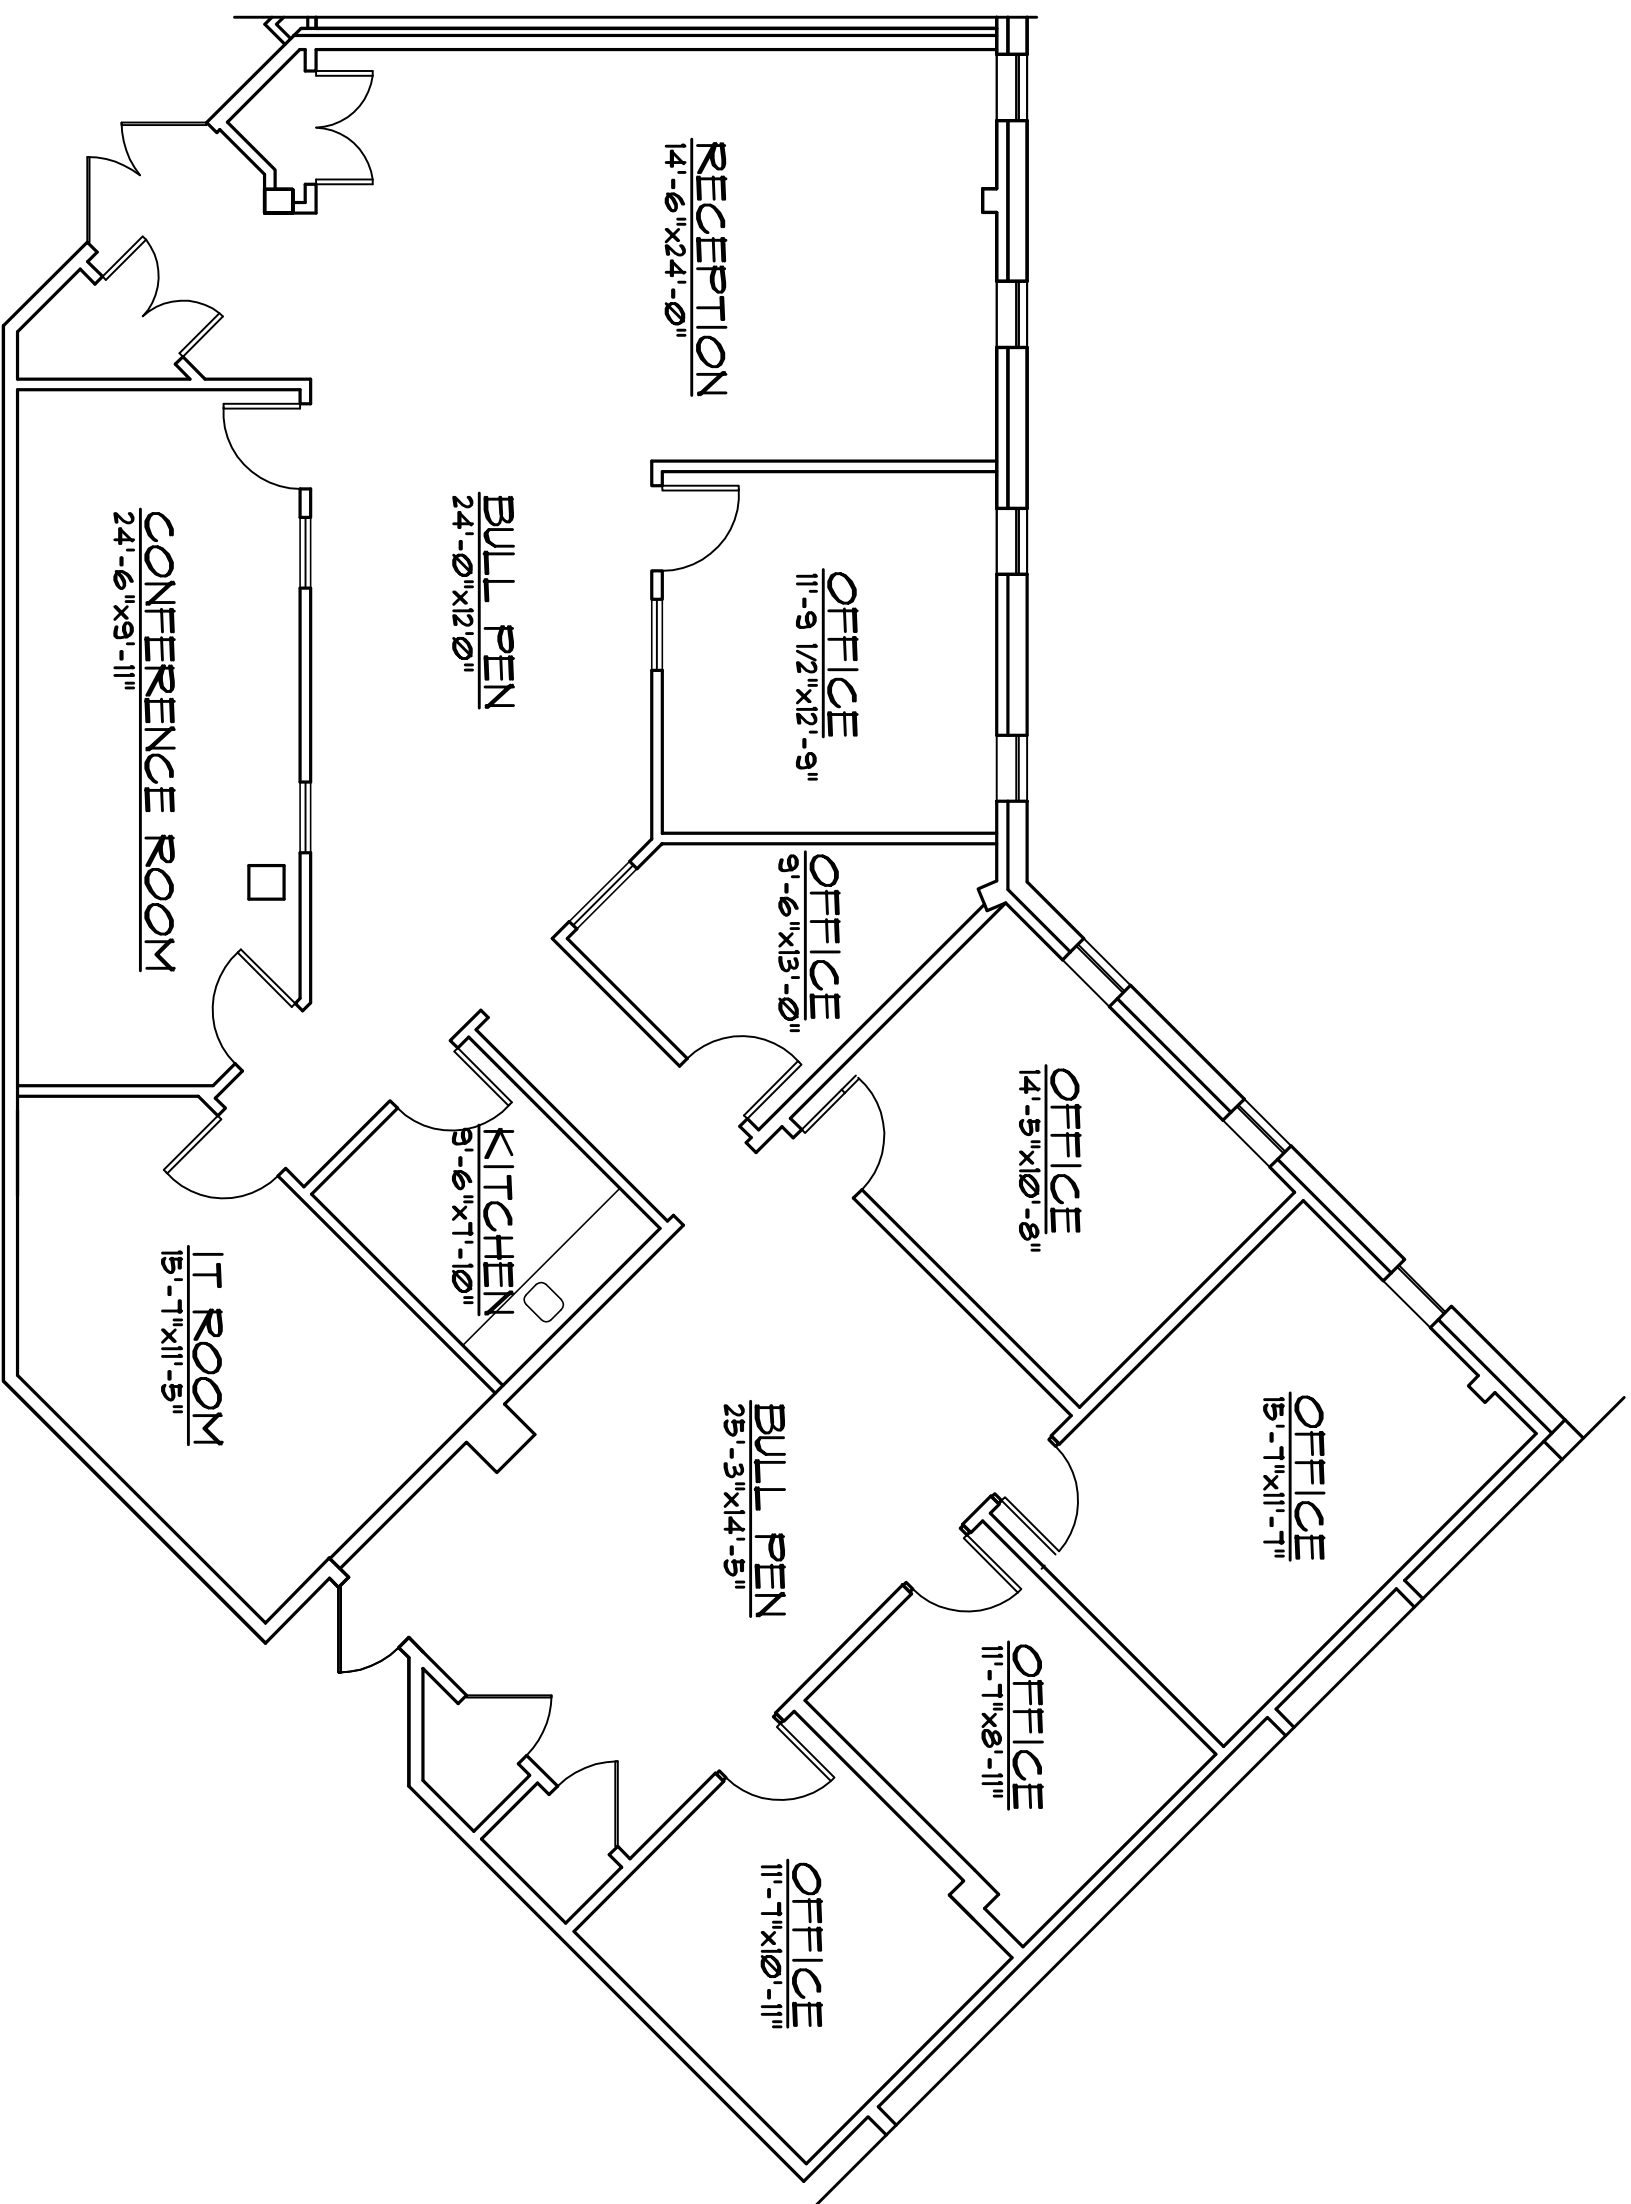 RECEPTION
14'-6"x24'-0"
OFFICE
11'-9 1/2"x12'-9"
BULL PEN
24'-0"x12'0"
CONFERENCE ROOM
24'-6"x9'-11"
OFFICE
9'-6"x13'-0"
OFFICE
14'-5"x10'-8"
KITCHEN
9'-6"x7'-10"
IT ROOM
15'-7"x11'-5"
OFFICE
15'-7"x11'-7"
BULL PEN
25'-3"x14'-5"
OFFICE
11'-7"x8'-11"
OFFICE
11'-7"x10'-11"